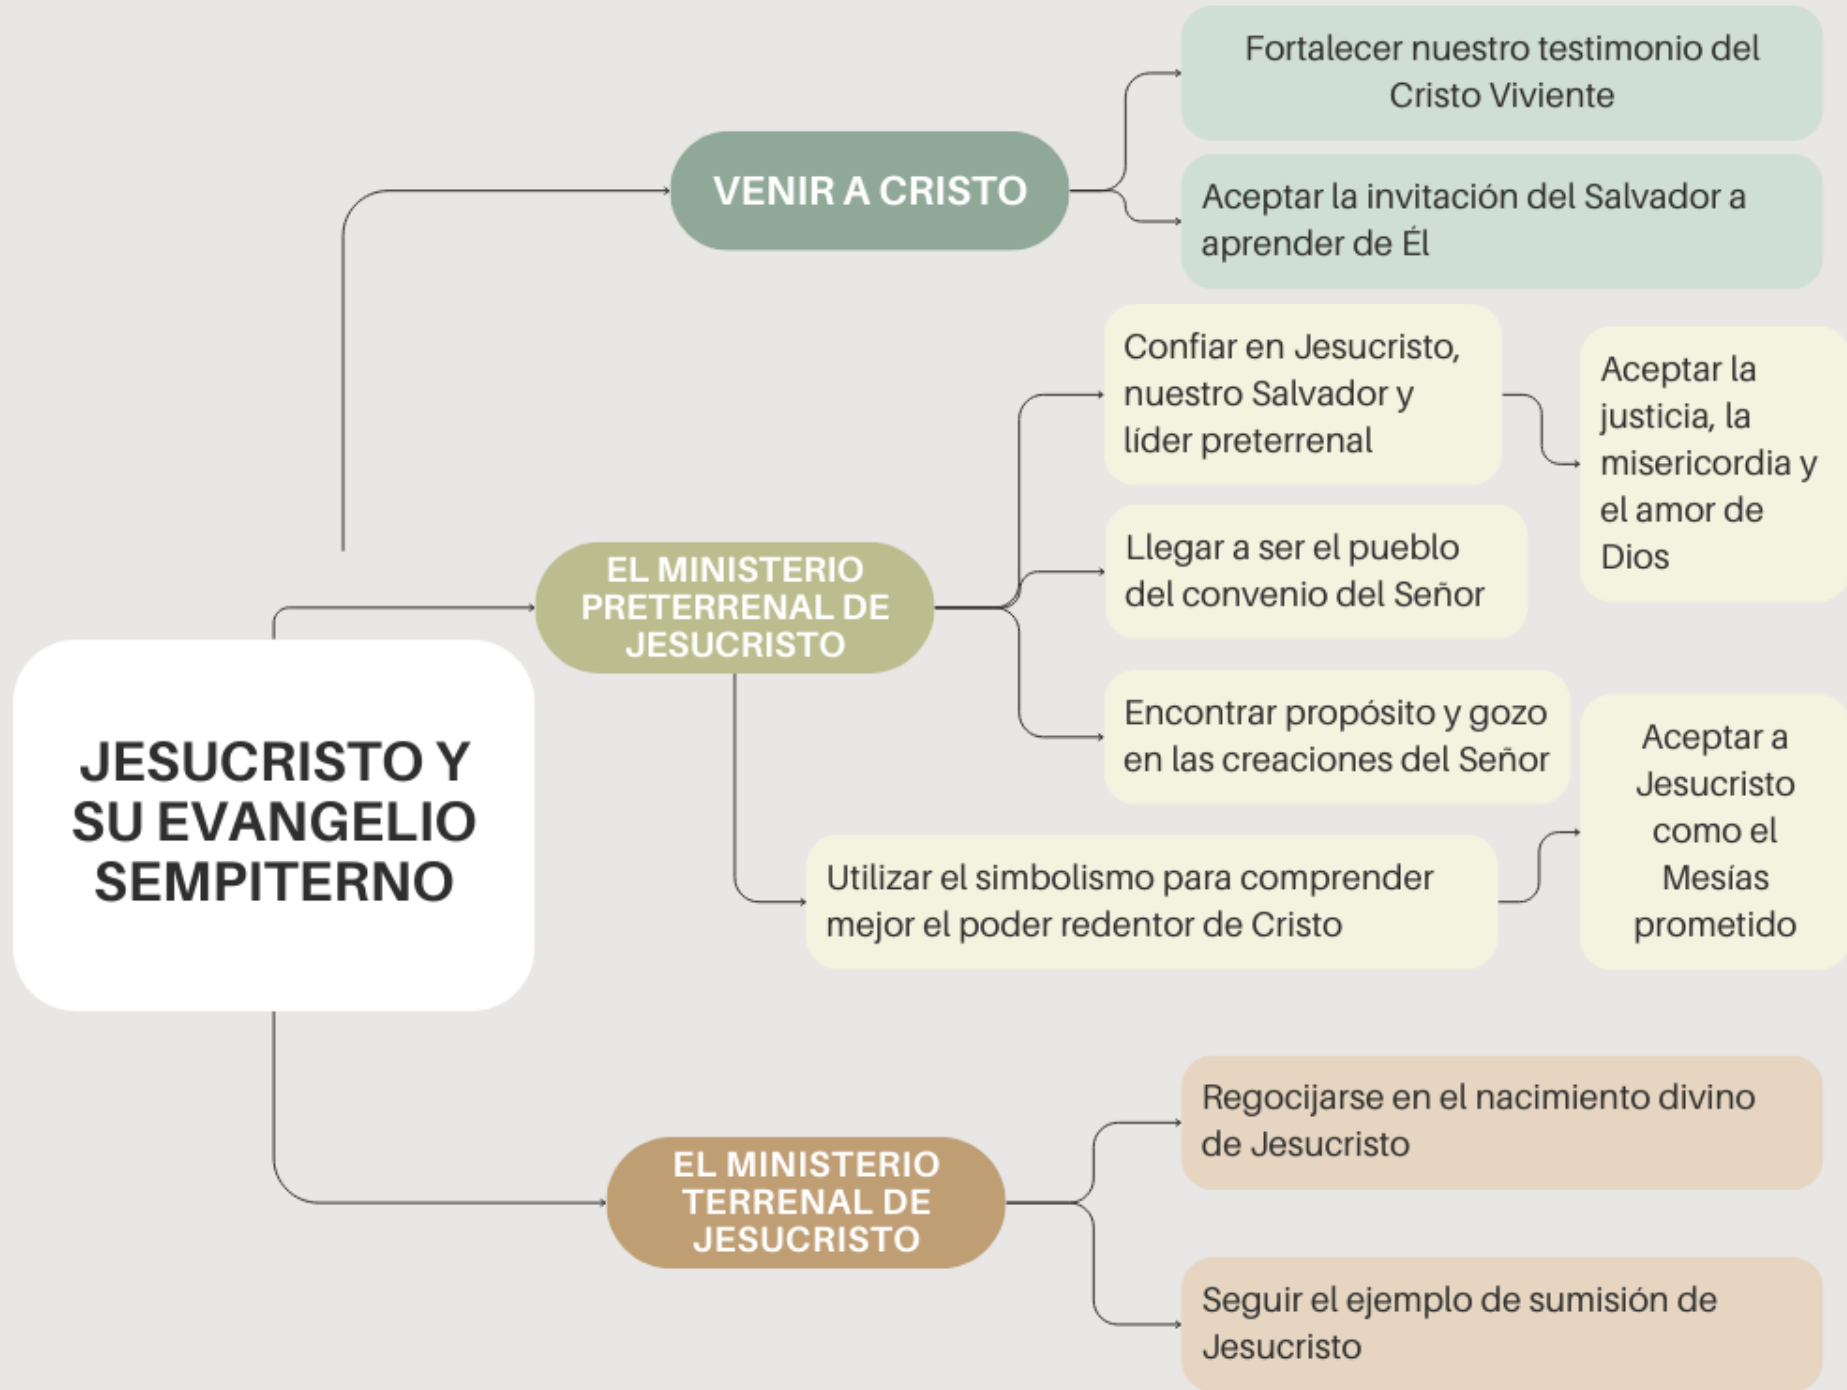 Fortalecer nuestro testimonio del
Cristo Viviente
VENIR A CRISTO
Aceptar la invitación del Salvador a
aprender de Él
Confiar en Jesucristo,
nuestro Salvador y
líder preterrenal
Aceptar la
justicia, la
misericordia y
el amor de
Dios
Llegar a ser el pueblo
del convenio del Señor
EL MINISTERIO
PRETERRENAL DE
JESUCRISTO
Encontrar propósito y gozo
en las creaciones del Señor
Aceptar a
Jesucristo
como el
Mesías
prometido
JESUCRISTO Y
SU EVANGELIO
SEMPITERNO
Utilizar el simbolismo para comprender
mejor el poder redentor de Cristo
Regocijarse en el nacimiento divino
de Jesucristo
EL MINISTERIO
TERRENAL DE
JESUCRISTO
Seguir el ejemplo de sumisión de
Jesucristo